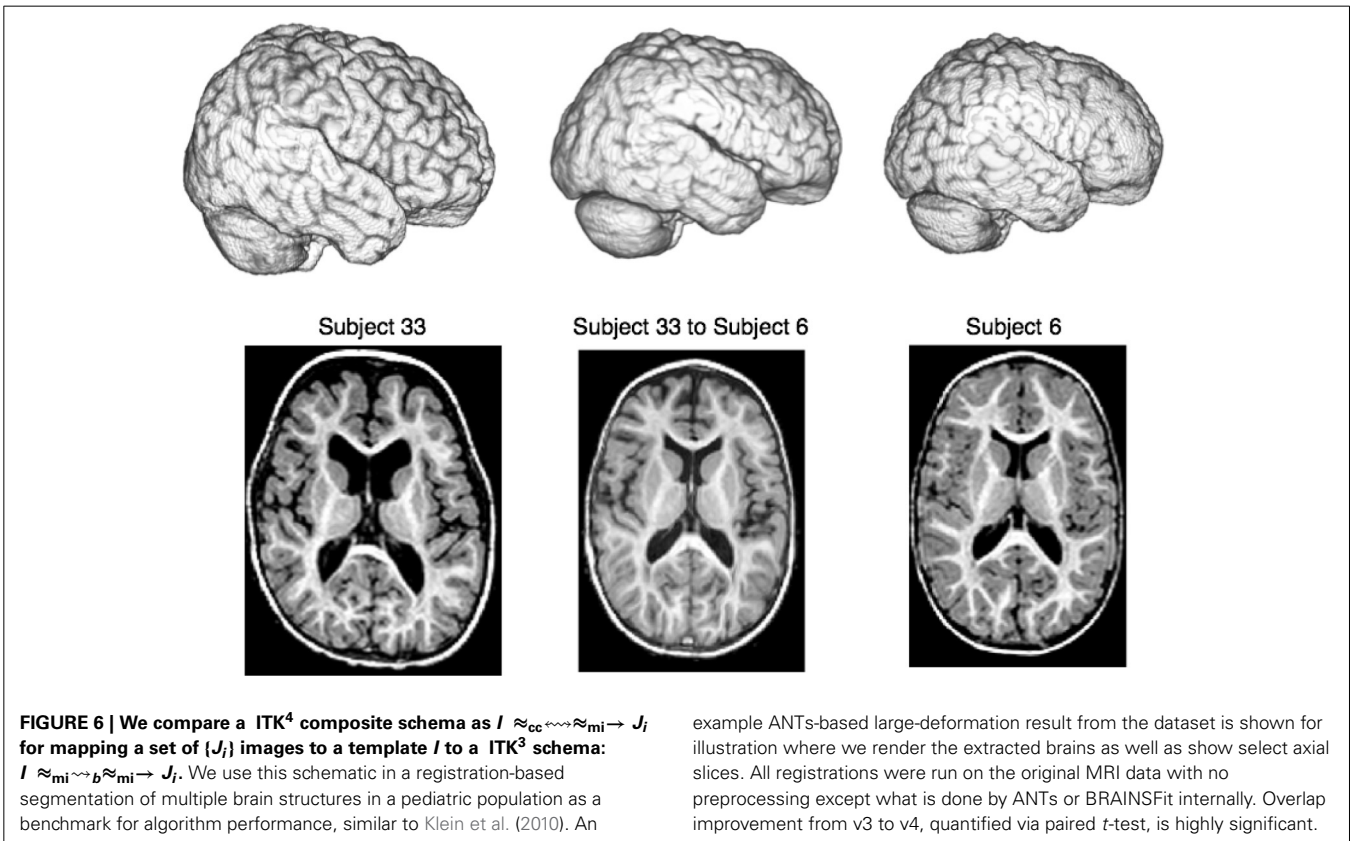 Subject 33
Subject 33 to Subject 6
Subject 6
FIGURE 6 | We compare a ITK⁴ composite schema as I ≈cc↭≈mi→ Ji
for mapping a set of {Ji} images to a template I to a ITK³ schema:
I ≈mi⇝b≈mi→ Ji. We use this schematic in a registration-based
segmentation of multiple brain structures in a pediatric population as a
benchmark for algorithm performance, similar to Klein et al. (2010). An
example ANTs-based large-deformation result from the dataset is shown for
illustration where we render the extracted brains as well as show select axial
slices. All registrations were run on the original MRI data with no
preprocessing except what is done by ANTs or BRAINSFit internally. Overlap
improvement from v3 to v4, quantified via paired t-test, is highly significant.